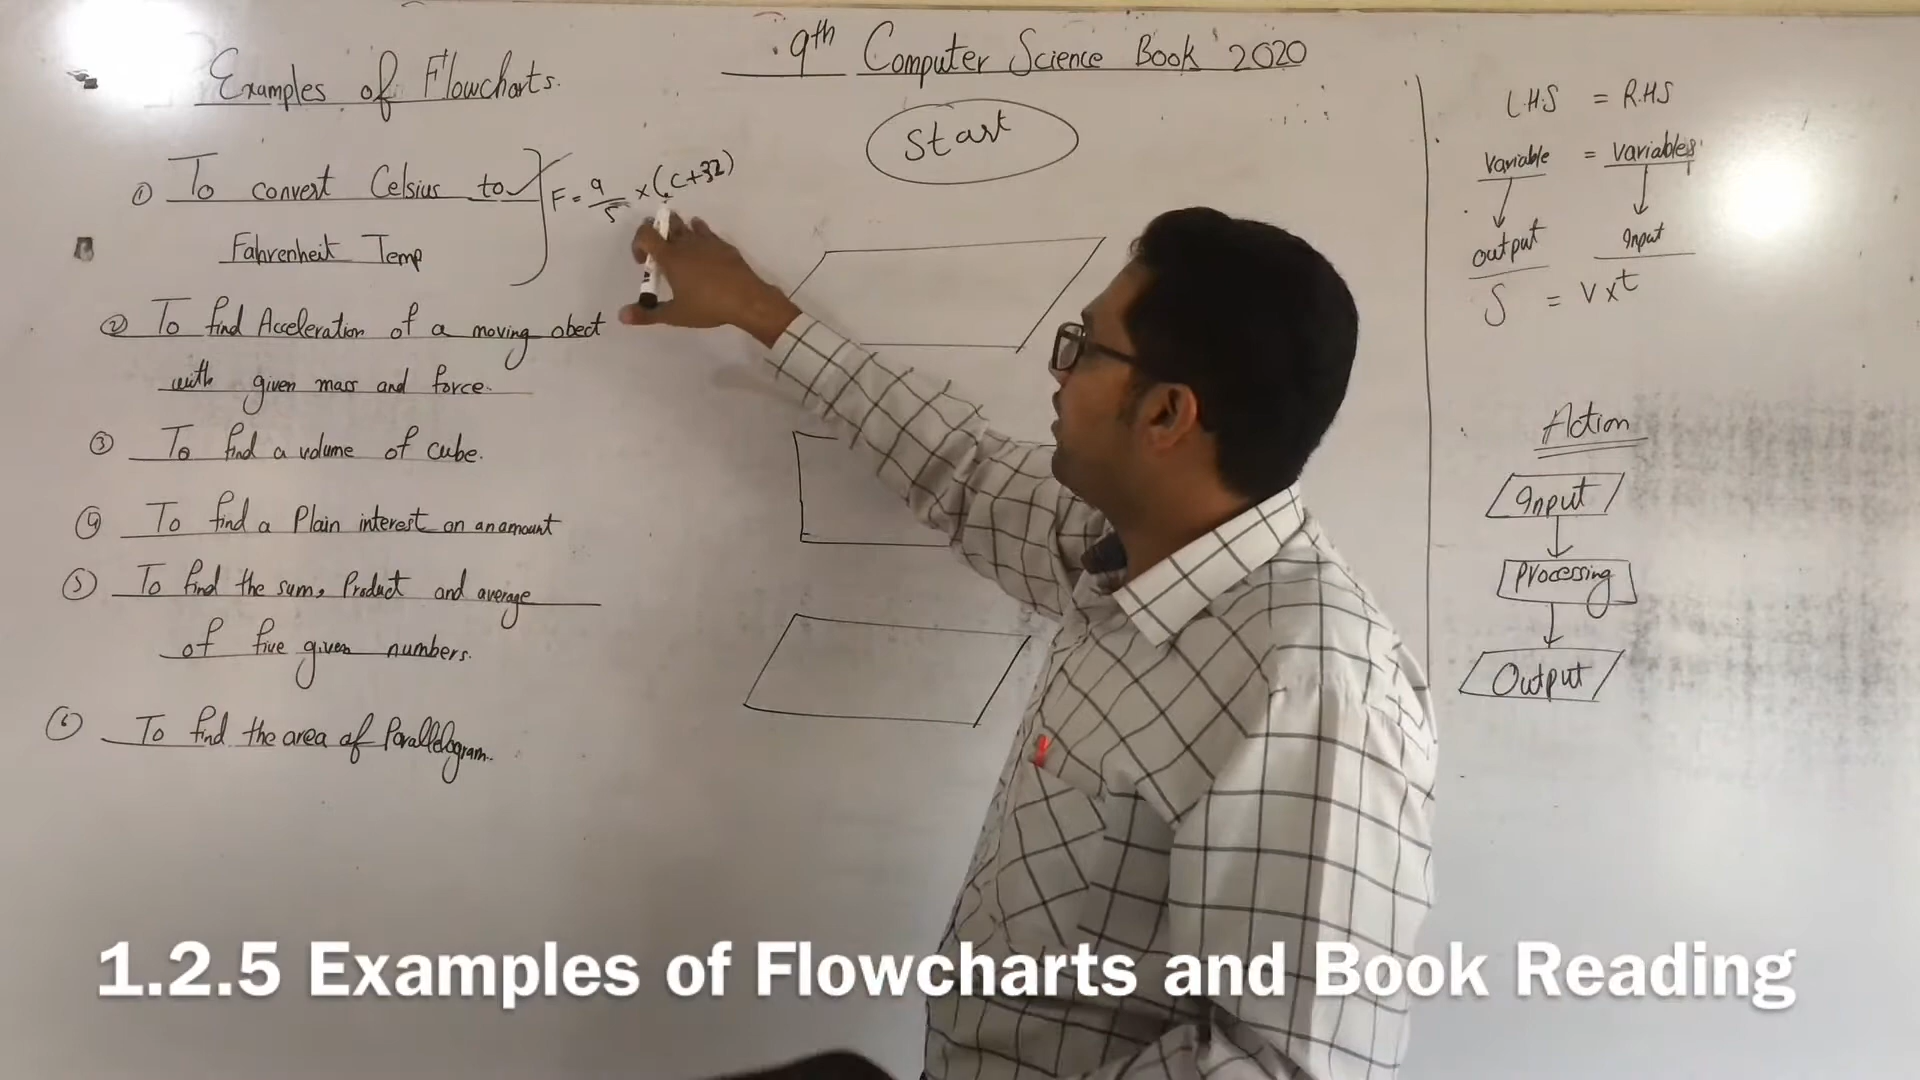 9th Computer Science Book 2020
Examples of Flowcharts.
① To convert Celsius to
Fahrenheit Temp
F = 9/5 × (C+32)
② To find Acceleration of a moving obect
with given mass and force.
③ To find a volume of cube.
④ To find a Plain interest on an amount
⑤ To find the sum, Product and average
of five given numbers.
⑥ To find the area of Parallelogram.
Start
L.H.S = R.H.S
Variable = Variables
output Input
S = V×t
Action
Input
Processing
Output
1.2.5 Examples of Flowcharts and Book Reading